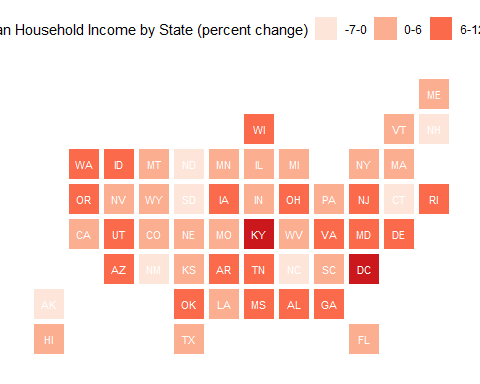 an Household Income by State (percent change) -7-0 0-6 6-12
ME
WI VT NH
WA ID MT ND MN IL MI NY MA
OR NV WY SD IA IN OH PA NJ CT RI
CA UT CO NE MO KY WV VA MD DE
AZ NM KS AR TN NC SC DC
AK OK LA MS AL GA
HI TX FL